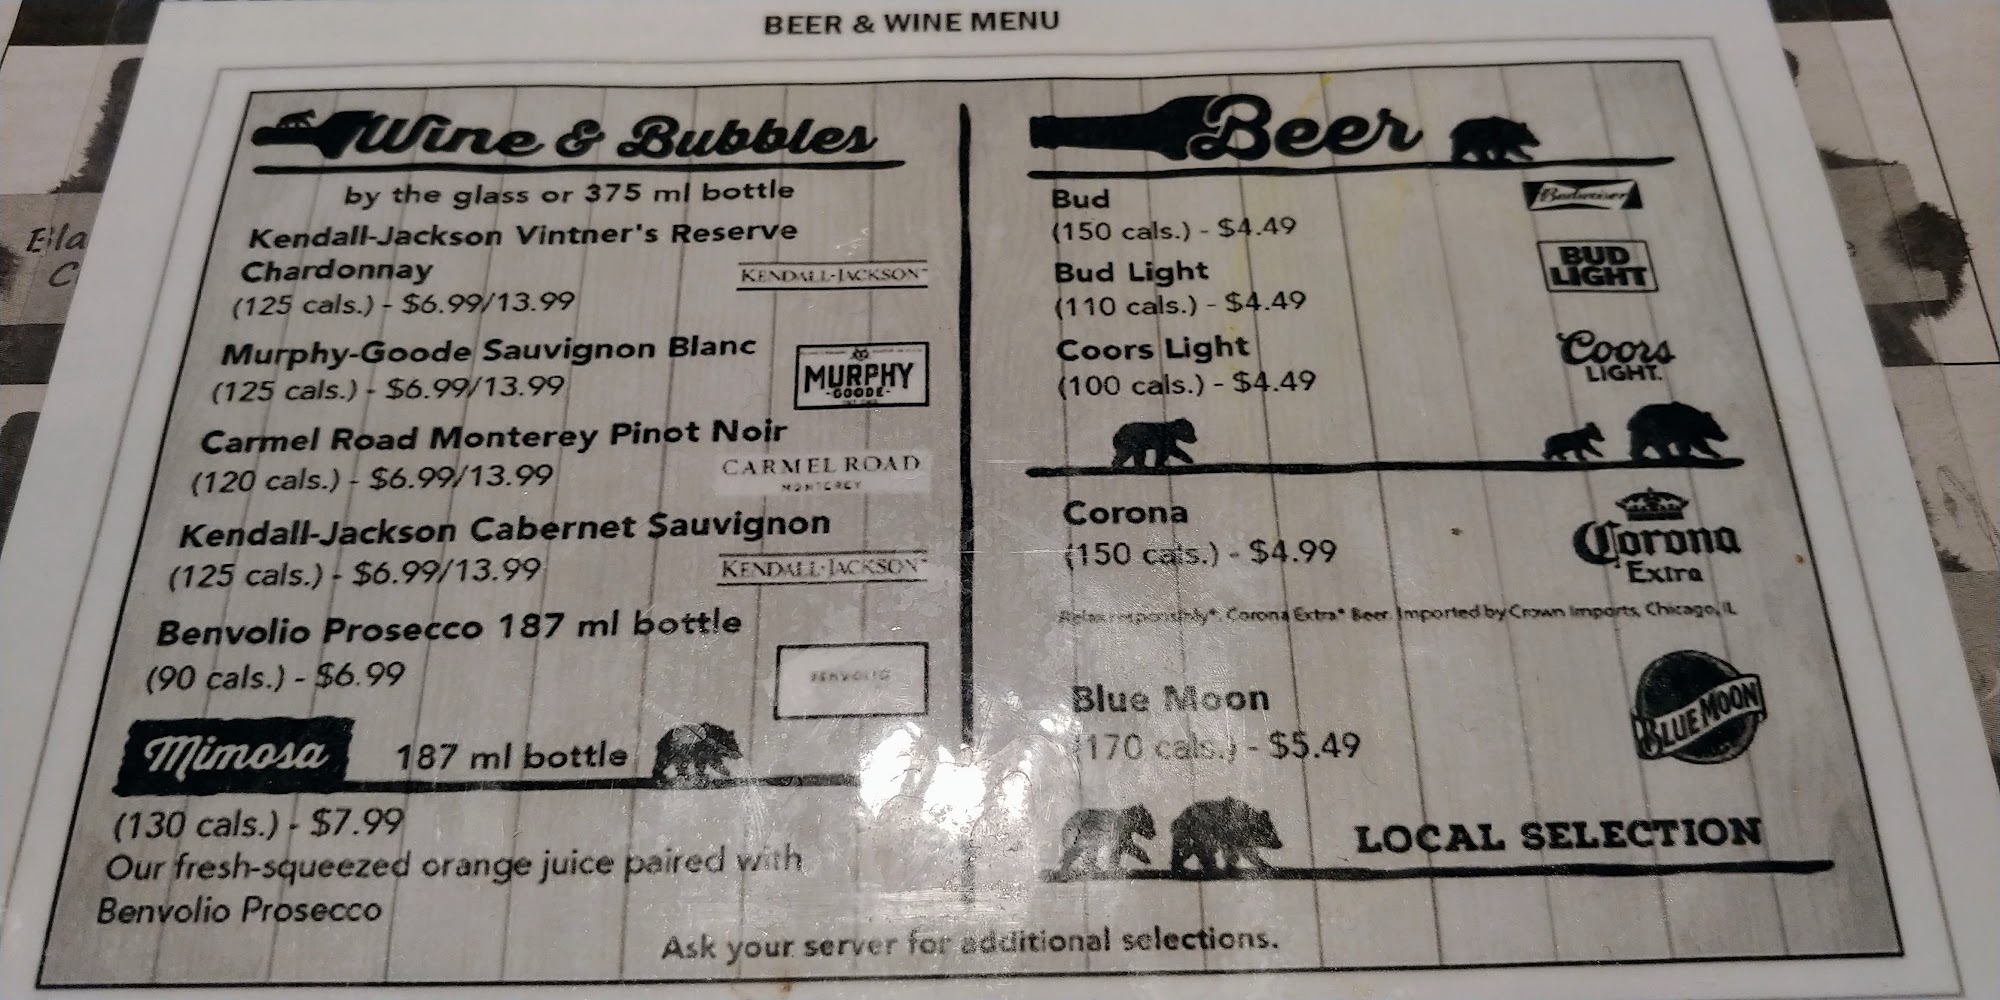 BEER & WINE MENU
Wine & Bubbles
by the glass or 375 ml bottle
Kendall-Jackson Vintner's Reserve
Chardonnay
KENDALL-JACKSON
(125 cals.) - $6.99/13.99
Murphy-Goode Sauvignon Blanc
(125 cals.) - $6.99/13.99
MURPHY
-GOODE-
Carmel Road Monterey Pinot Noir
(120 cals.) - $6.99/13.99
CARMEL ROAD
MONTEREY
Kendall-Jackson Cabernet Sauvignon
(125 cals.) - $6.99/13.99
KENDALL-JACKSON
Benvolio Prosecco 187 ml bottle
(90 cals.) - $6.99
BENVOLIO
Mimosa 187 ml bottle
(130 cals.) - $7.99
Our fresh-squeezed orange juice paired with
Benvolio Prosecco
Beer
Bud
Budweiser
(150 cals.) - $4.49
Bud Light
BUD
LIGHT
(110 cals.) - $4.49
Coors Light
Coors
LIGHT.
(100 cals.) - $4.49
Corona
(150 cals.) - $4.99
Corona
Extra
Relax responsibly*. Corona Extra* Beer. Imported by Crown Imports, Chicago, IL
Blue Moon
(170 cals.) - $5.49
BLUE MOON
LOCAL SELECTION
Ask your server for additional selections.
Bla
C